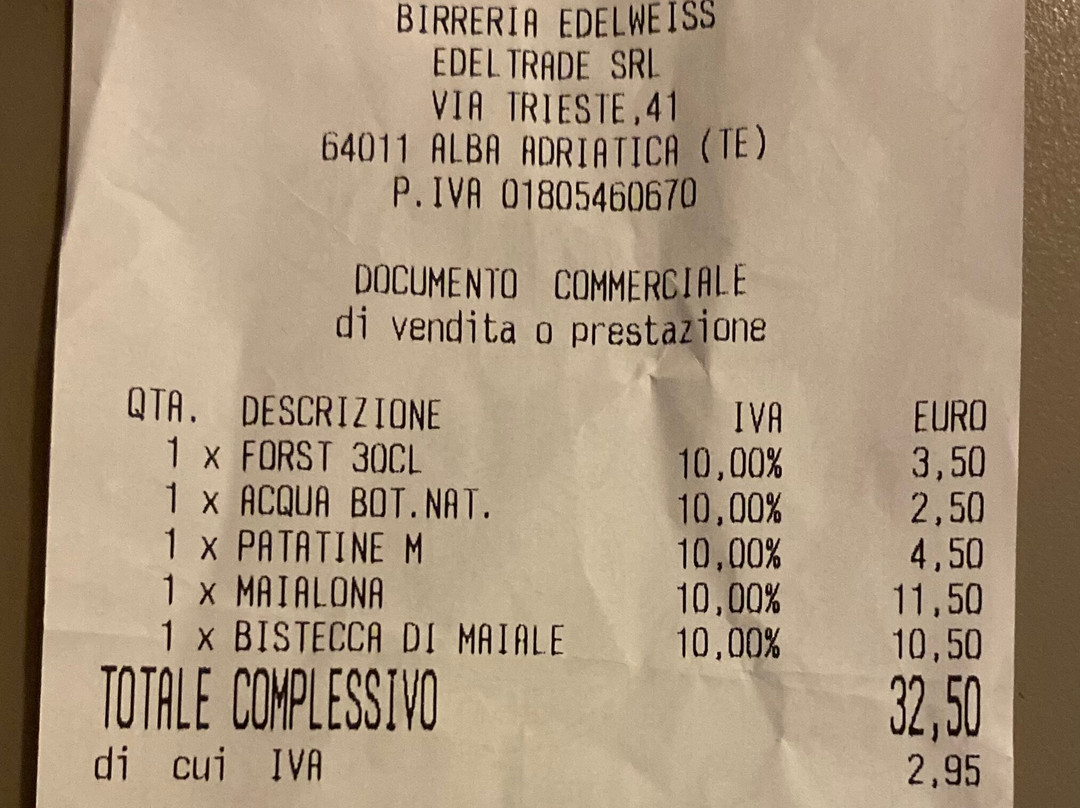 BIRRERIA EDELWEISS
EDELTRADE SRL
VIA TRIESTE,41
64011 ALBA ADRIATICA (TE)
P.IVA 01805460670
DOCUMENTO COMMERCIALE
di vendita o prestazione
QTA. DESCRIZIONE IVA EURO
1 x FORST 30CL 10,00% 3,50
1 x ACQUA BOT.NAT. 10,00% 2,50
1 x PATATINE M 10,00% 4,50
1 x MAIALONA 10,00% 11,50
1 x BISTECCA DI MAIALE 10,00% 10,50
TOTALE COMPLESSIVO 32,50
di cui IVA 2,95